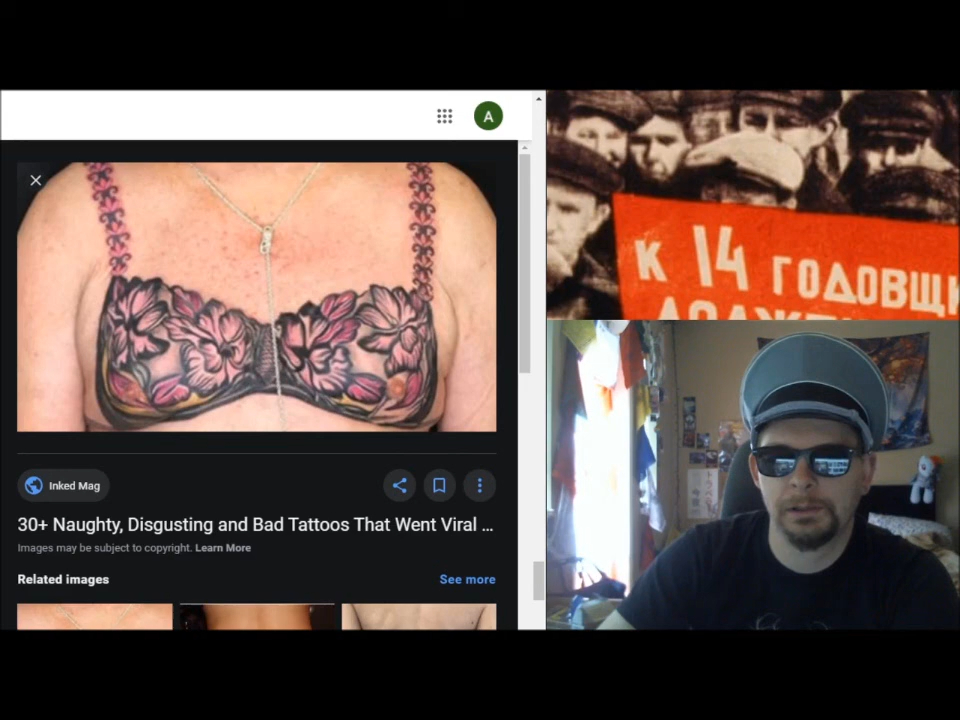 A
Inked Mag
30+ Naughty, Disgusting and Bad Tattoos That Went Viral ...
Images may be subject to copyright. Learn More
Related images
See more
К 14 ГОДОВЩ